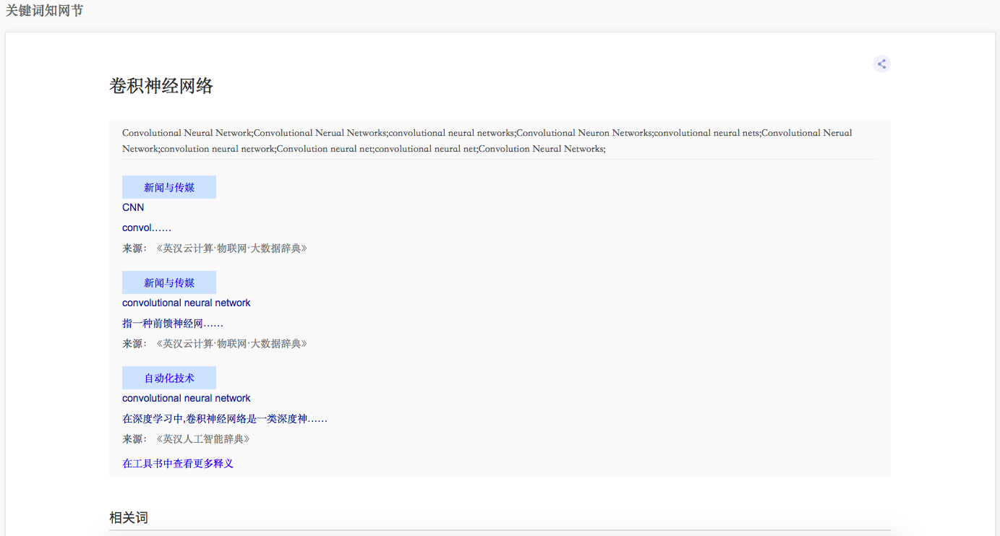 关键词知网节
卷积神经网络
Convolutional Neural Network;Convolutional Nerual Networks;convolutional neural networks;Convolutional Neuron Networks;convolutional neural nets;Convolutional Nerual
Network;convolution neural network;Convolution neural net;convolutional neural net;Convolution Neural Networks;
新闻与传媒
CNN
convol……
来源： 《英汉云计算·物联网·大数据辞典》
新闻与传媒
convolutional neural network
指一种前馈神经网……
来源： 《英汉云计算·物联网·大数据辞典》
自动化技术
convolutional neural network
在深度学习中,卷积神经网络是一类深度神……
来源： 《英汉人工智能辞典》
在工具书中查看更多释义
相关词